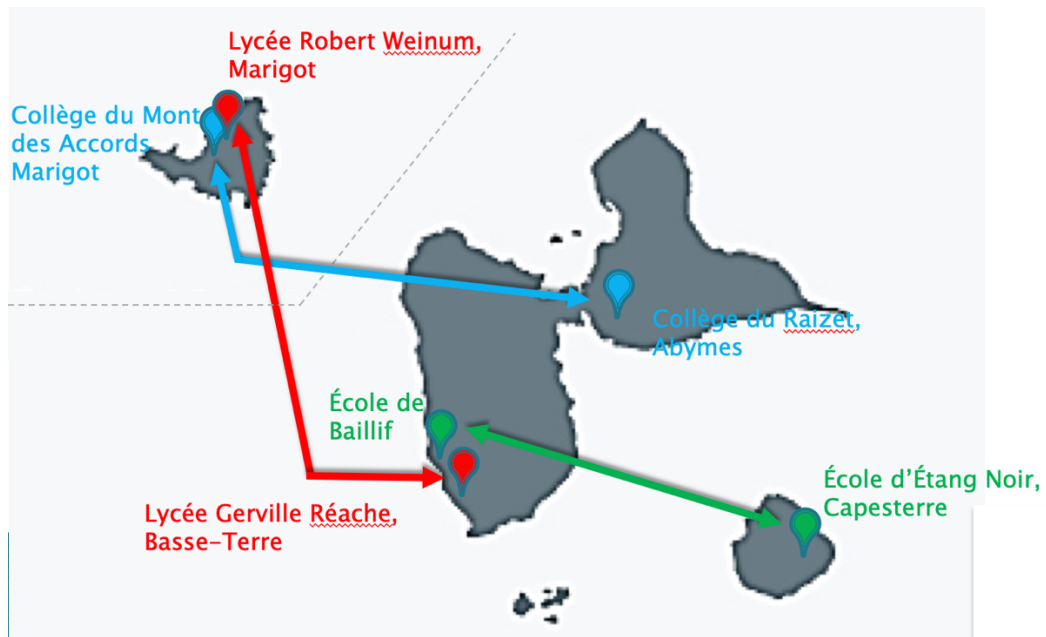 Lycée Robert Weinum,
Marigot
Collège du Mont
des Accords
Marigot
Collège du Raizet,
Abymes
École de
Baillif
École d’Étang Noir,
Capesterre
Lycée Gerville Réache,
Basse-Terre